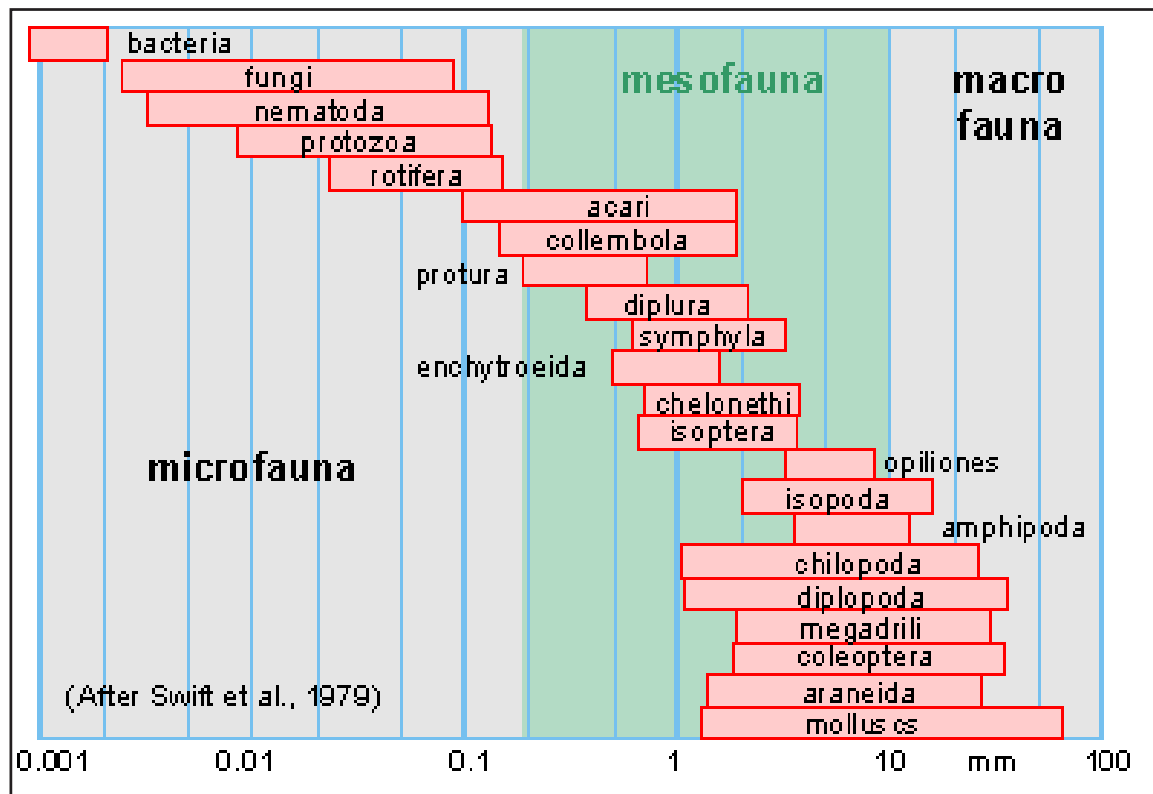 bacteria
fungi
mesofauna
macro
fauna
nematoda
protozoa
rotifera
acari
collembola
protura
diplura
symphyla
enchytroeida
chelonethi
isoptera
microfauna
opiliones
isopoda
amphipoda
chilopoda
diplopoda
megadrili
coleoptera
(After Swift et al., 1979)
araneida
molluscs
0.001 0.01 0.1 1 10 mm 100